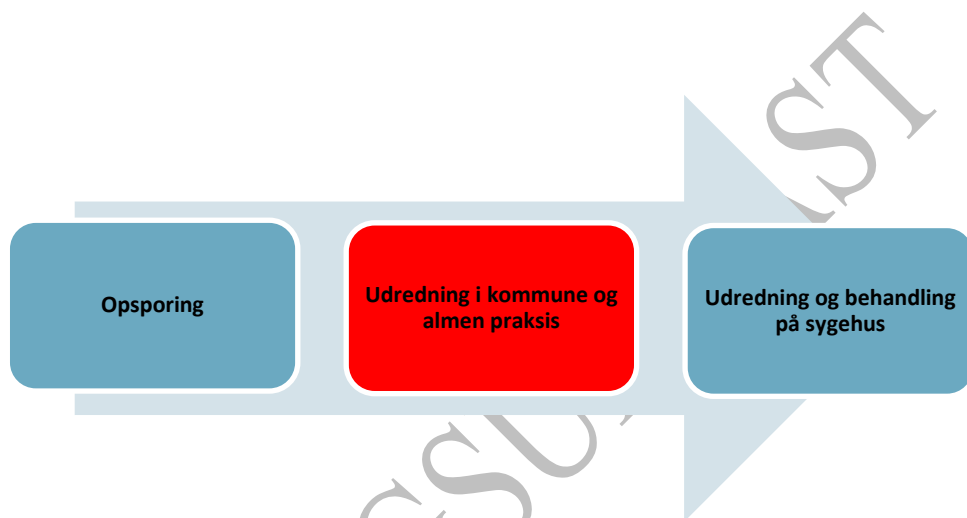 Opsporing
Udredning i kommune og
almen praksis
Udredning og behandling
på sygehus